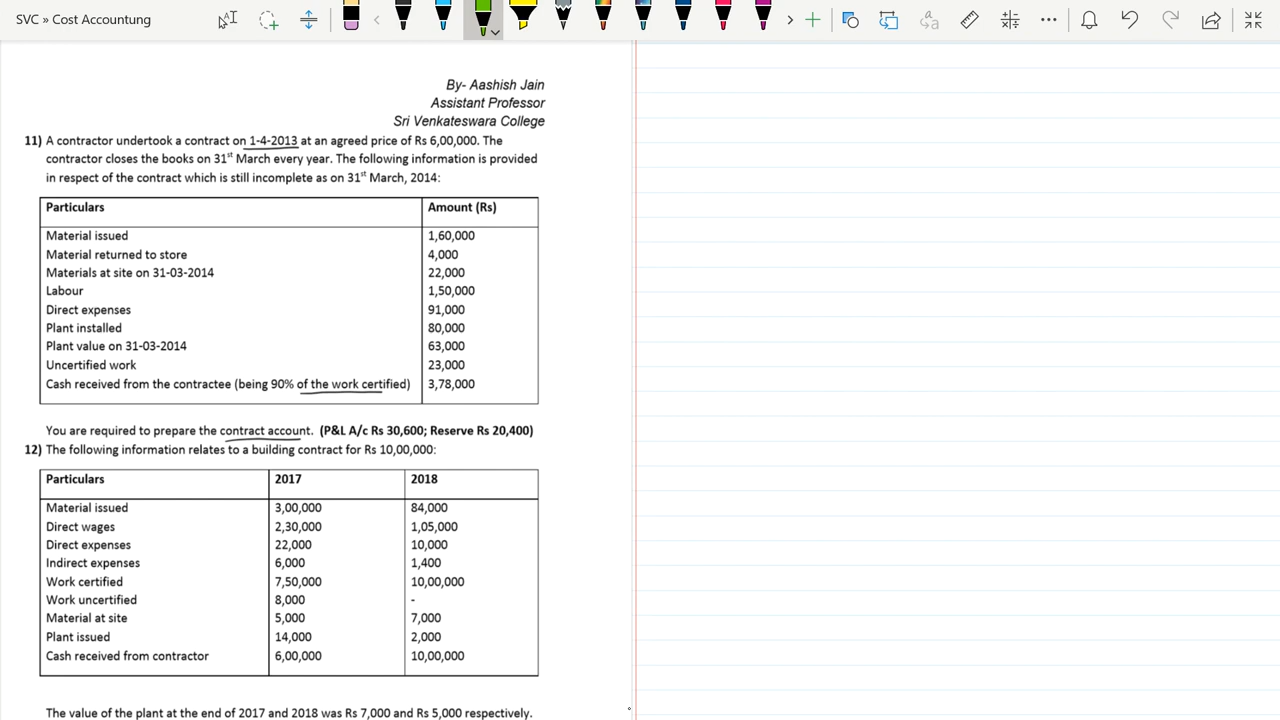 SVC » Cost Accountung
By- Aashish Jain
Assistant Professor
Sri Venkateswara College
11) A contractor undertook a contract on 1-4-2013 at an agreed price of Rs 6,00,000. The
contractor closes the books on 31st March every year. The following information is provided
in respect of the contract which is still incomplete as on 31st March, 2014:
Particulars Amount (Rs)
Material issued 1,60,000
Material returned to store 4,000
Materials at site on 31-03-2014 22,000
Labour 1,50,000
Direct expenses 91,000
Plant installed 80,000
Plant value on 31-03-2014 63,000
Uncertified work 23,000
Cash received from the contractee (being 90% of the work certified) 3,78,000
You are required to prepare the contract account. (P&L A/c Rs 30,600; Reserve Rs 20,400)
12) The following information relates to a building contract for Rs 10,00,000:
Particulars 2017 2018
Material issued 3,00,000 84,000
Direct wages 2,30,000 1,05,000
Direct expenses 22,000 10,000
Indirect expenses 6,000 1,400
Work certified 7,50,000 10,00,000
Work uncertified 8,000 -
Material at site 5,000 7,000
Plant issued 14,000 2,000
Cash received from contractor 6,00,000 10,00,000
The value of the plant at the end of 2017 and 2018 was Rs 7,000 and Rs 5,000 respectively.